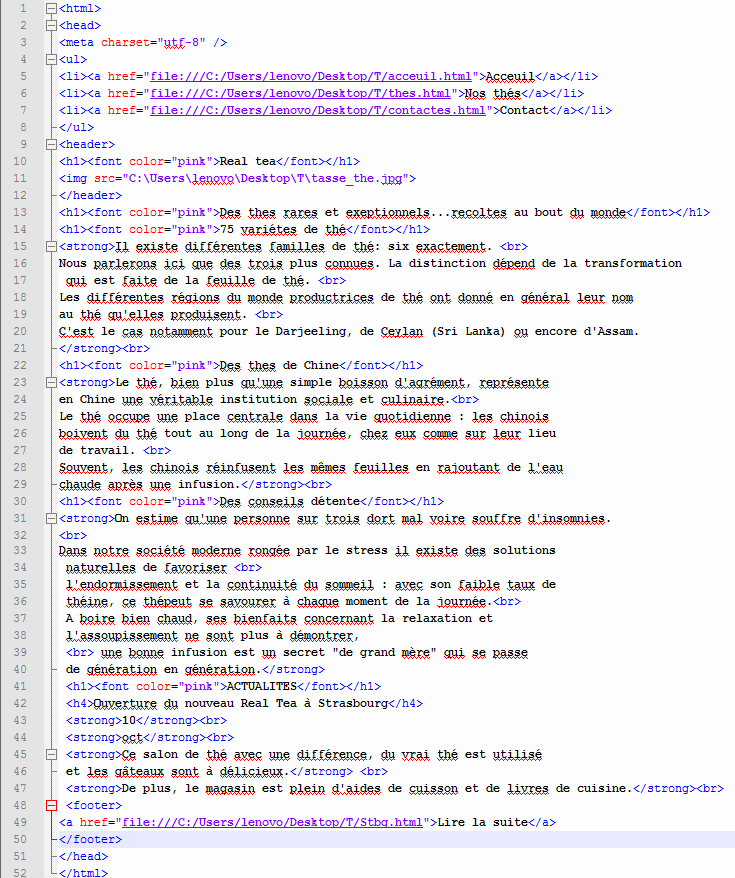 1 <html>
2 <head>
3 <meta charset="utf-8" />
4 <ul>
5 <li><a href="file:///C:/Users/lenovo/Desktop/T/acceuil.html">Acceuil</a></li>
6 <li><a href="file:///C:/Users/lenovo/Desktop/T/thes.html">Nos thés</a></li>
7 <li><a href="file:///C:/Users/lenovo/Desktop/T/contactes.html">Contact</a></li>
8 </ul>
9 <header>
10 <h1><font color="pink">Real tea</font></h1>
11 <img src="C:\Users\lenovo\Desktop\T\tasse_the.jpg">
12 </header>
13 <h1><font color="pink">Des thes rares et exeptionnels...recoltes au bout du monde</font></h1>
14 <h1><font color="pink">75 variétes de thé</font></h1>
15 <strong>Il existe différentes familles de thé: six exactement. <br>
16 Nous parlerons ici que des trois plus connues. La distinction dépend de la transformation
17 qui est faite de la feuille de thé. <br>
18 Les différentes régions du monde productrices de thé ont donné en général leur nom
19 au thé qu'elles produisent. <br>
20 C'est le cas notamment pour le Darjeeling, de Ceylan (Sri Lanka) ou encore d'Assam.
21 </strong><br>
22 <h1><font color="pink">Des thes de Chine</font></h1>
23 <strong>Le thé, bien plus qu'une simple boisson d'agrément, représente
24 en Chine une véritable institution sociale et culinaire.<br>
25 Le thé occupe une place centrale dans la vie quotidienne : les chinois
26 boivent du thé tout au long de la journée, chez eux comme sur leur lieu
27 de travail. <br>
28 Souvent, les chinois réinfusent les mêmes feuilles en rajoutant de l'eau
29 chaude après une infusion.</strong><br>
30 <h1><font color="pink">Des conseils détente</font></h1>
31 <strong>On estime qu'une personne sur trois dort mal voire souffre d'insomnies.
32 <br>
33 Dans notre société moderne rongée par le stress il existe des solutions
34 naturelles de favoriser <br>
35 l'endormissement et la continuité du sommeil : avec son faible taux de
36 théine, ce thépeut se savourer à chaque moment de la journée.<br>
37 A boire bien chaud, ses bienfaits concernant la relaxation et
38 l'assoupissement ne sont plus à démontrer,
39 <br> une bonne infusion est un secret "de grand mère" qui se passe
40 de génération en génération.</strong>
41 <h1><font color="pink">ACTUALITES</font></h1>
42 <h4>Ouverture du nouveau Real Tea à Strasbourg</h4>
43 <strong>10</strong><br>
44 <strong>oct</strong><br>
45 <strong>Ce salon de thé avec une différence, du vrai thé est utilisé
46 et les gâteaux sont à délicieux.</strong> <br>
47 <strong>De plus, le magasin est plein d'aides de cuisson et de livres de cuisine.</strong><br>
48 <footer>
49 <a href="file:///C:/Users/lenovo/Desktop/T/Stbg.html">Lire la suite</a>
50 </footer>
51 </head>
52 </html>